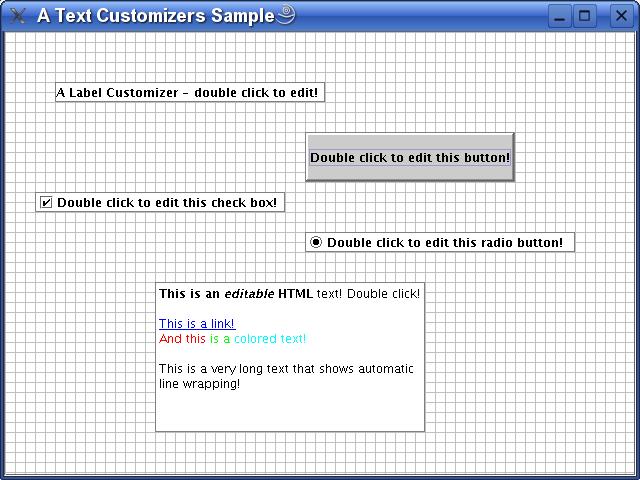 A Text Customizers Sample
A Label Customizer - double click to edit!
Double click to edit this button!
Double click to edit this check box!
Double click to edit this radio button!
This is an editable HTML text! Double click!
This is a link!
And this is a colored text!
This is a very long text that shows automatic
line wrapping!